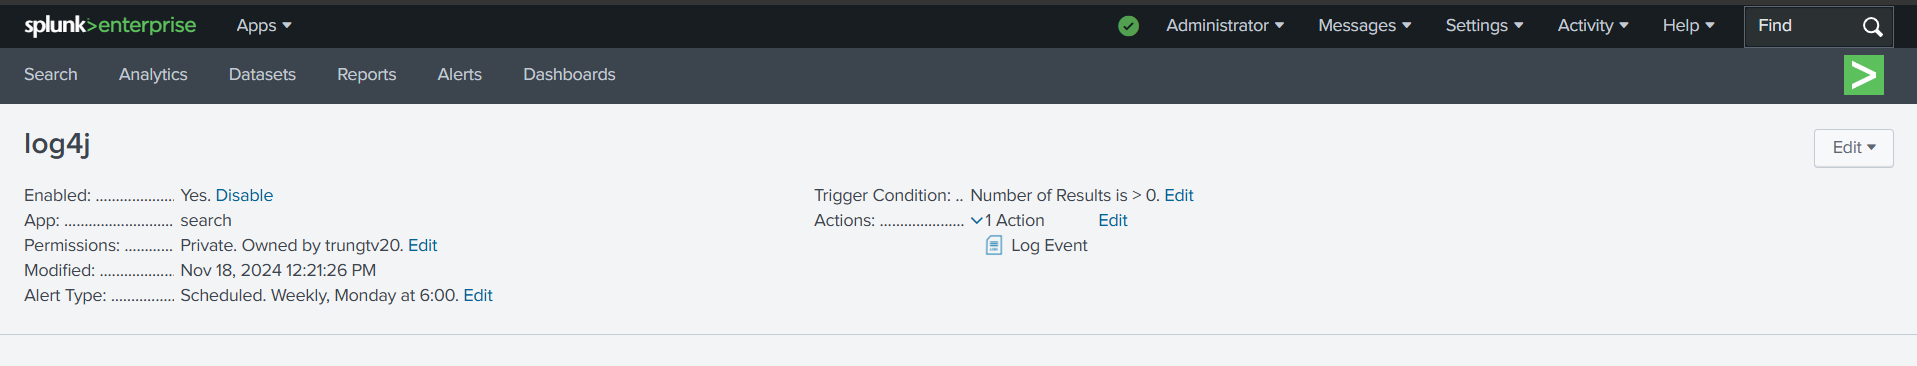 splunk>enterprise Apps Administrator Messages Settings Activity Help Find
Search Analytics Datasets Reports Alerts Dashboards
log4j
Edit
Enabled: .................... Yes. Disable
App: ........................... search
Permissions: ............ Private. Owned by trungtv20. Edit
Modified: ................... Nov 18, 2024 12:21:26 PM
Alert Type: ................ Scheduled. Weekly, Monday at 6:00. Edit
Trigger Condition: .. Number of Results is > 0. Edit
Actions: ..................... 1 Action Edit
Log Event